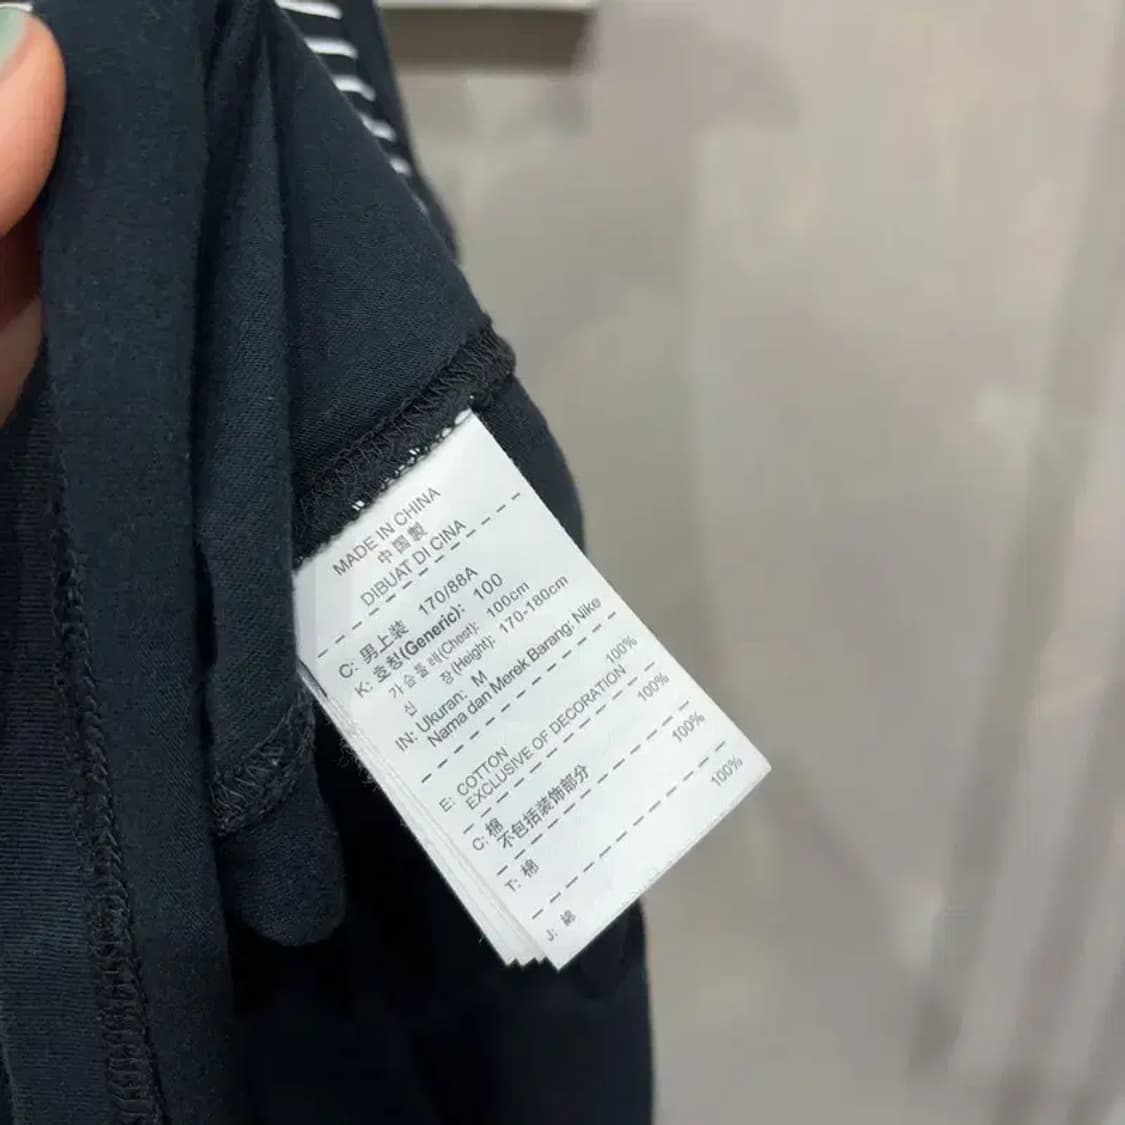 MADE IN CHINA
中国製
DIBUAT DI CINA
C: 男上装 170/88A
K: 호칭(Generic): 100
가슴둘레(Chest): 100cm
신 장(Height): 170-180cm
IN: Ukuran: M
Nama dan Merek Barang: Nike
E: COTTON 100%
EXCLUSIVE OF DECORATION
C: 棉 100%
不包括装饰部分
T: 棉 100%
J: 綿 100%